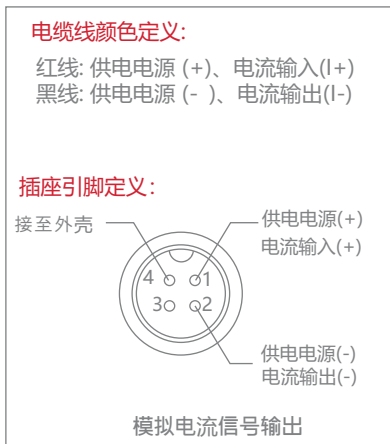 电缆线颜色定义:
红线: 供电电源 (+)、电流输入(I+)
黑线: 供电电源 (- )、电流输出(I-)
插座引脚定义:
接至外壳
供电电源(+)
电流输入(+)
4 1
3 2
供电电源(-)
电流输出(-)
模拟电流信号输出